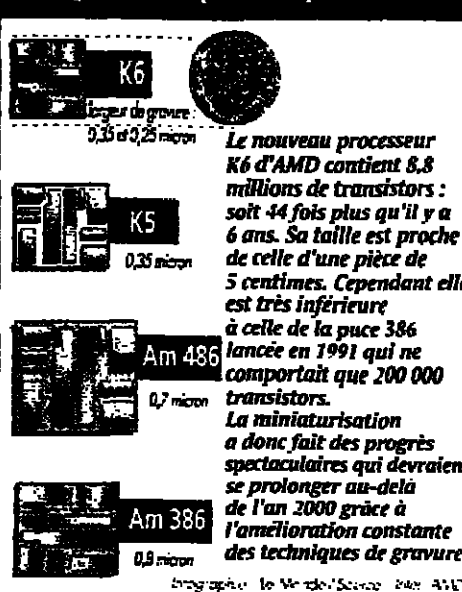 K6
largeur de gravure :
0,35 et 0,25 micron
K5
0,35 micron
Am 486
0,7 micron
Am 386
0,9 micron
Le nouveau processeur
K6 d'AMD contient 8,8
millions de transistors :
soit 44 fois plus qu'il y a
6 ans. Sa taille est proche
de celle d'une pièce de
5 centimes. Cependant elle
est très inférieure
à celle de la puce 386
lancée en 1991 qui ne
comportait que 200 000
transistors.
La miniaturisation
a donc fait des progrès
spectaculaires qui devraien
se prolonger au-delà
de l'an 2000 grâce à
l'amélioration constante
des techniques de gravure